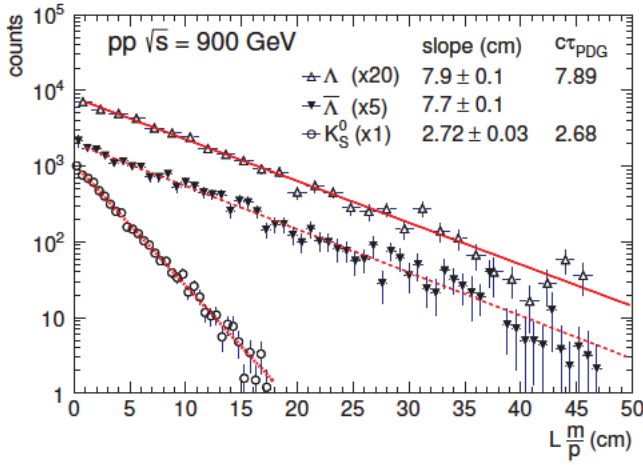 counts
pp √s = 900 GeV
slope (cm) cτ_PDG
Λ (x20) 7.9 ± 0.1 7.89
Λ̅ (x5) 7.7 ± 0.1
K⁰_S (x1) 2.72 ± 0.03 2.68
10⁵
10⁴
10³
10²
10
1
0 5 10 15 20 25 30 35 40 45 50
L m/p (cm)